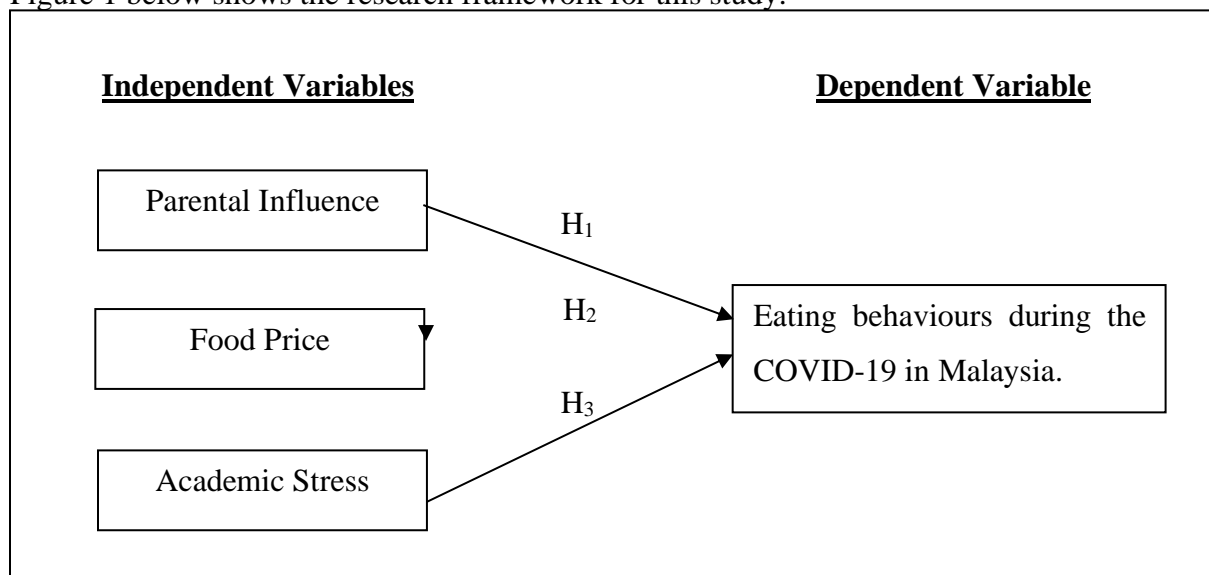 Figure 1 below shows the research framework for this study.
Independent Variables
Dependent Variable
Parental Influence
H₁
H₂
Food Price
Eating behaviours during the
COVID-19 in Malaysia.
H₃
Academic Stress